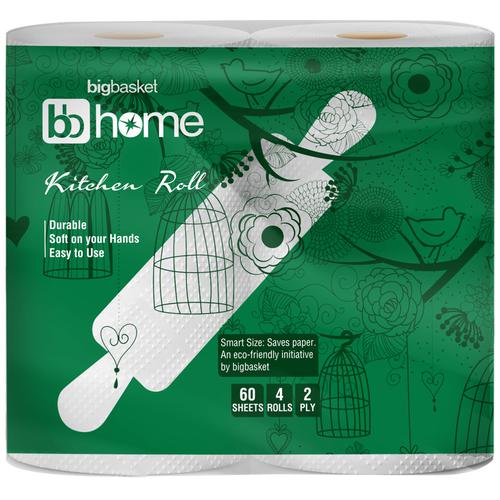 bigbasket
bb home
Kitchen Roll
Durable
Soft on your Hands
Easy to Use
Smart Size: Saves paper.
An eco-friendly initiative
by bigbasket
60 4 2
SHEETS ROLLS PLY